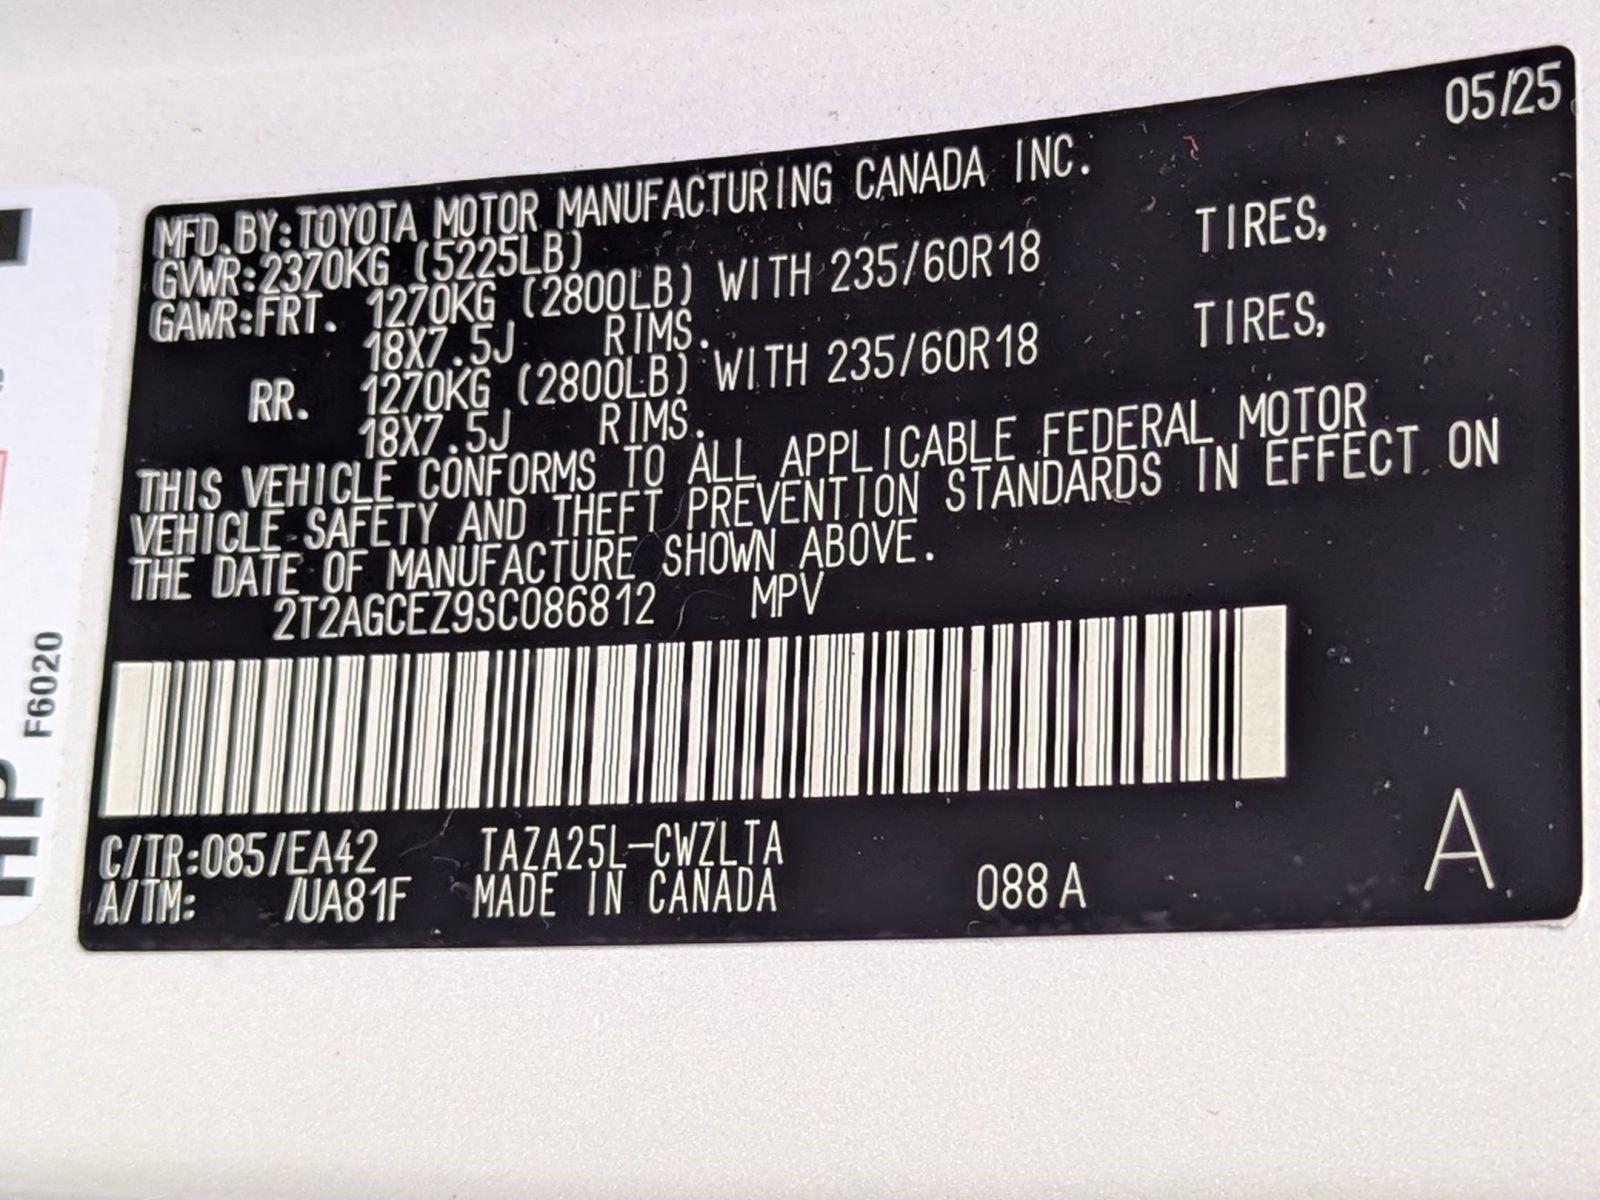 05/25
MFD.BY:TOYOTA MOTOR MANUFACTURING CANADA INC.
GVWR:2370KG (5225LB)
GAWR:FRT. 1270KG (2800LB) WITH 235/60R18 TIRES,
18X7.5J RIMS.
RR. 1270KG (2800LB) WITH 235/60R18 TIRES,
18X7.5J RIMS.
THIS VEHICLE CONFORMS TO ALL APPLICABLE FEDERAL MOTOR
VEHICLE SAFETY AND THEFT PREVENTION STANDARDS IN EFFECT ON
THE DATE OF MANUFACTURE SHOWN ABOVE.
2T2AGCEZ9SC086812 MPV
C/TR:085/EA42 TAZA25L-CWZLTA
A/TM: /UA81F MADE IN CANADA 088 A
A
F6020